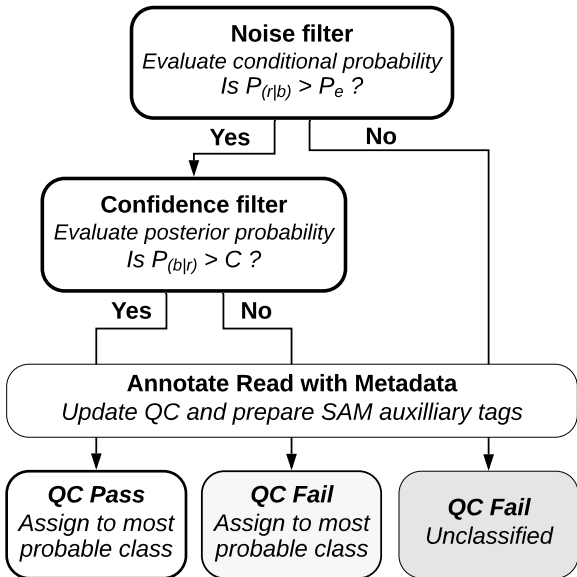 Noise filter
Evaluate conditional probability
Is P(r|b) > Pe ?
Yes
No
Confidence filter
Evaluate posterior probability
Is P(b|r) > C ?
Yes
No
Annotate Read with Metadata
Update QC and prepare SAM auxilliary tags
QC Pass
Assign to most
probable class
QC Fail
Assign to most
probable class
QC Fail
Unclassified